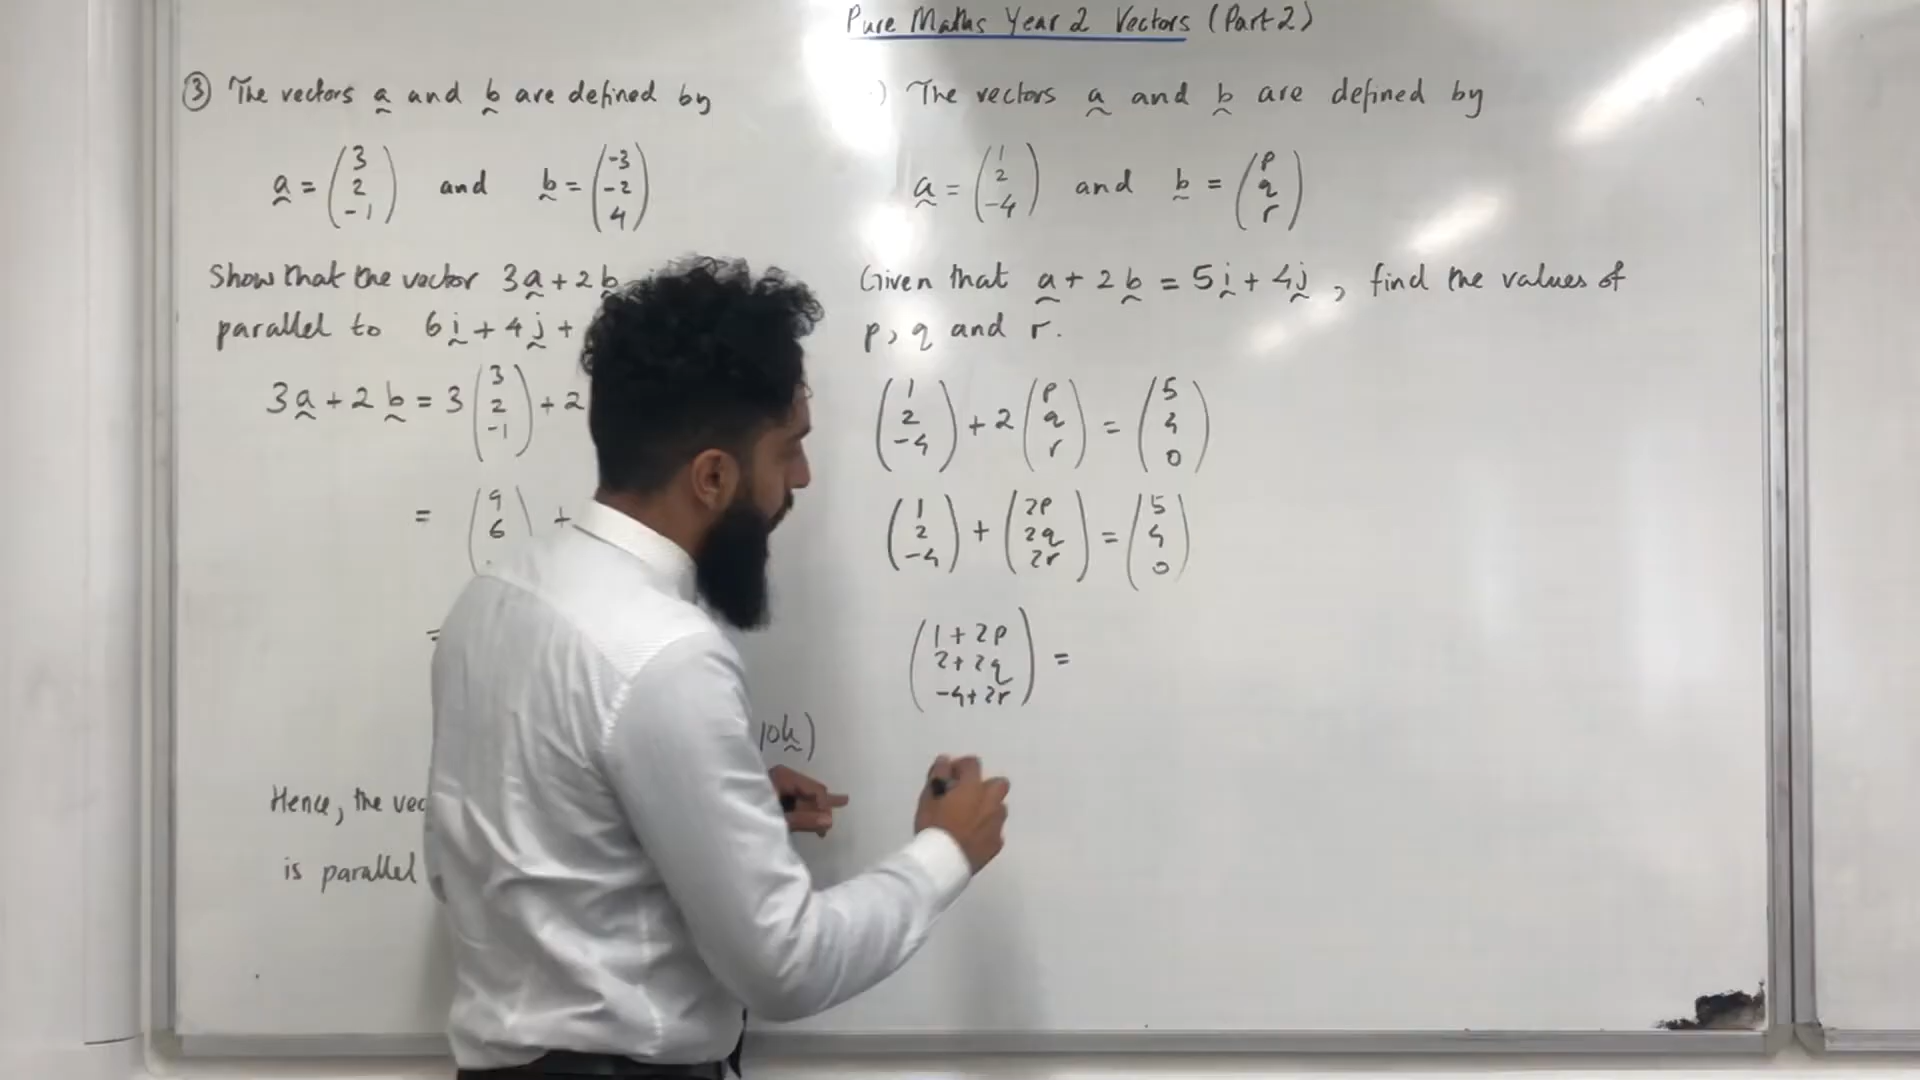 Pure Maths Year 2 Vectors (Part 2)
③ The vectors a and b are defined by
a = (3 2 -1) and b = (-3 -2 4)
Show that the vector 3a + 2b
parallel to 6i + 4j +
3a + 2b = 3 (3 2 -1) + 2
= (9 6 +
=
10k)
Hence, the vec
is parallel
) The vectors a and b are defined by
a = (1 2 -4) and b = (p q r)
Given that a + 2b = 5i + 4j, find the values of
p, q and r.
(1 2 -4) + 2 (p q r) = (5 4 0)
(1 2 -4) + (2p 2q 2r) = (5 4 0)
(1+2p 2+2q -4+2r) =